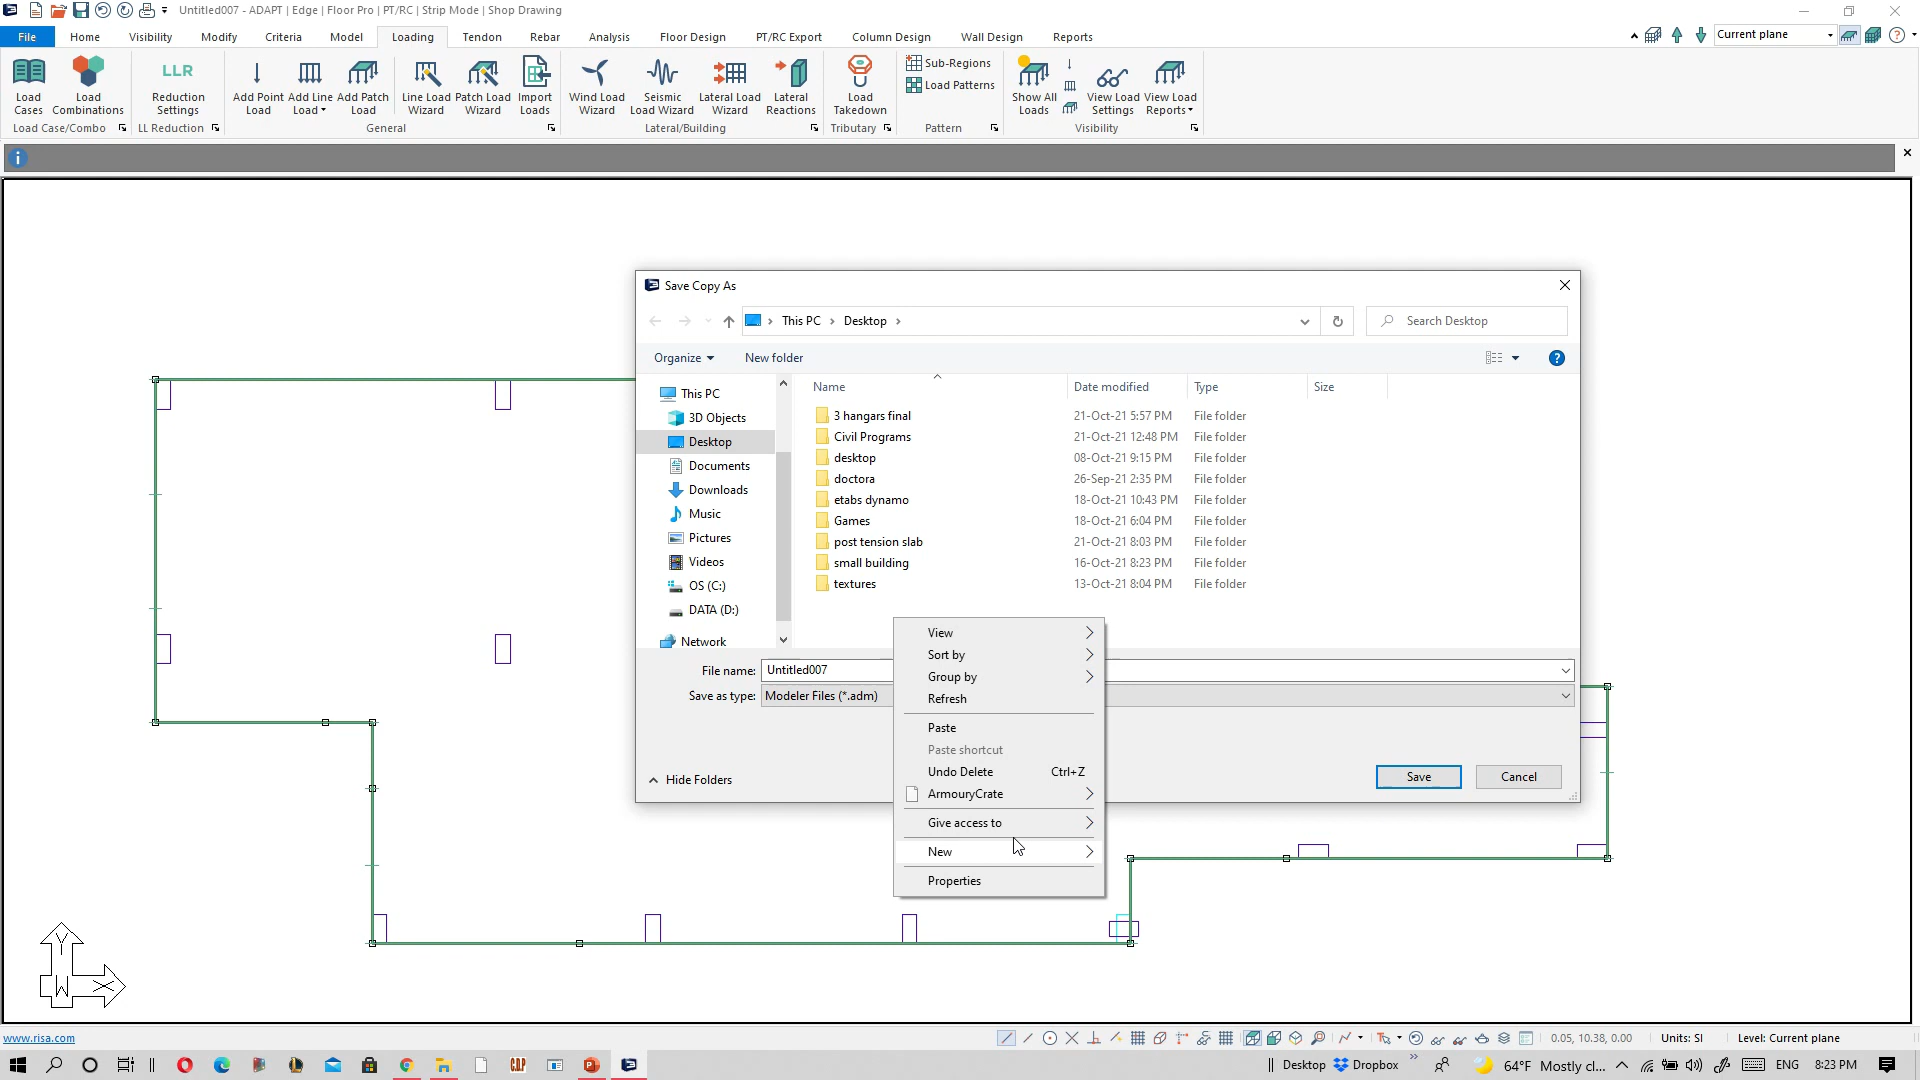 Untitled007 - ADAPT | Edge | Floor Pro | PT/RC | Strip Mode | Shop Drawing
File Home Visibility Modify Criteria Model Loading Tendon Rebar Analysis Floor Design PT/RC Export Column Design Wall Design Reports Current plane
LLR Sub-Regions
Load Patterns
Load Cases Load Combinations Reduction Settings Add Point Load Add Line Load Add Patch Load Line Load Wizard Patch Load Wizard Import Loads Wind Load Wizard Seismic Load Wizard Lateral Load Wizard Lateral Reactions Load Takedown Show All Loads View Load Settings View Load Reports
Load Case/Combo LL Reduction General Lateral/Building Tributary Pattern Visibility
Save Copy As
This PC > Desktop > Search Desktop
Organize New folder
Name Date modified Type Size
This PC
3D Objects
Desktop
Documents
Downloads
Music
Pictures
Videos
OS (C:)
DATA (D:)
Network
3 hangars final 21-Oct-21 5:57 PM File folder
Civil Programs 21-Oct-21 12:48 PM File folder
desktop 08-Oct-21 9:15 PM File folder
doctora 26-Sep-21 2:35 PM File folder
etabs dynamo 18-Oct-21 10:43 PM File folder
Games 18-Oct-21 6:04 PM File folder
post tension slab 21-Oct-21 8:03 PM File folder
small building 16-Oct-21 8:23 PM File folder
textures 13-Oct-21 8:04 PM File folder
File name: Untitled007
Save as type: Modeler Files (*.adm)
Hide Folders Save Cancel
View
Sort by
Group by
Refresh
Paste
Paste shortcut
Undo Delete Ctrl+Z
ArmouryCrate
Give access to
New
Properties
Y
W X
www.risa.com 0.05, 10.38, 0.00 Units: SI Level: Current plane
Desktop Dropbox 64°F Mostly cl... ENG 8:23 PM